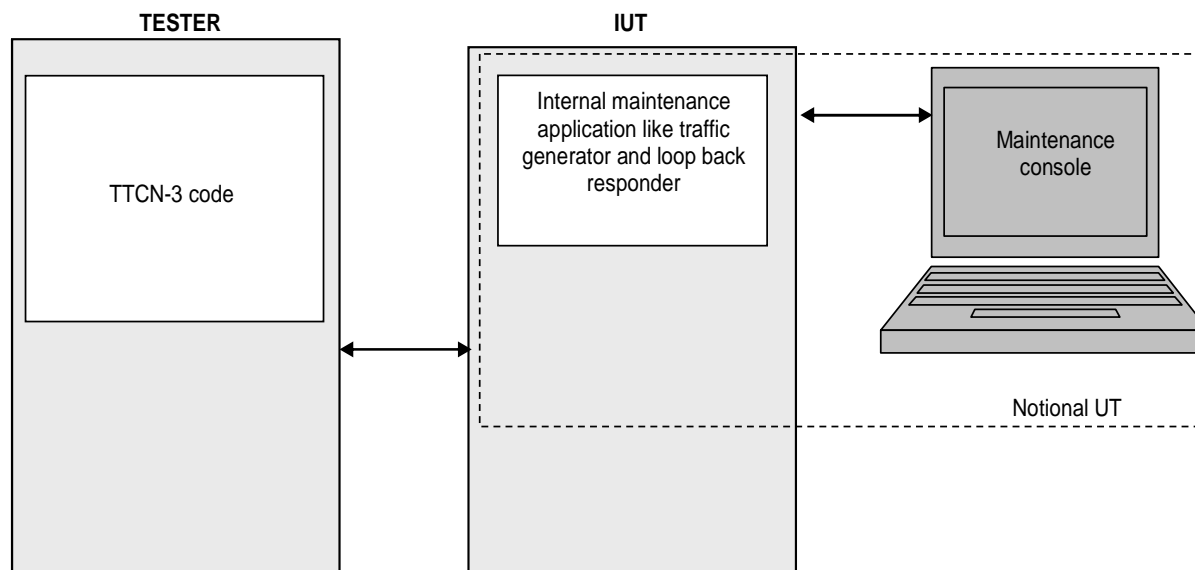 TESTER
IUT
TTCN-3 code
Internal maintenance
application like traffic
generator and loop back
responder
Maintenance
console
Notional UT